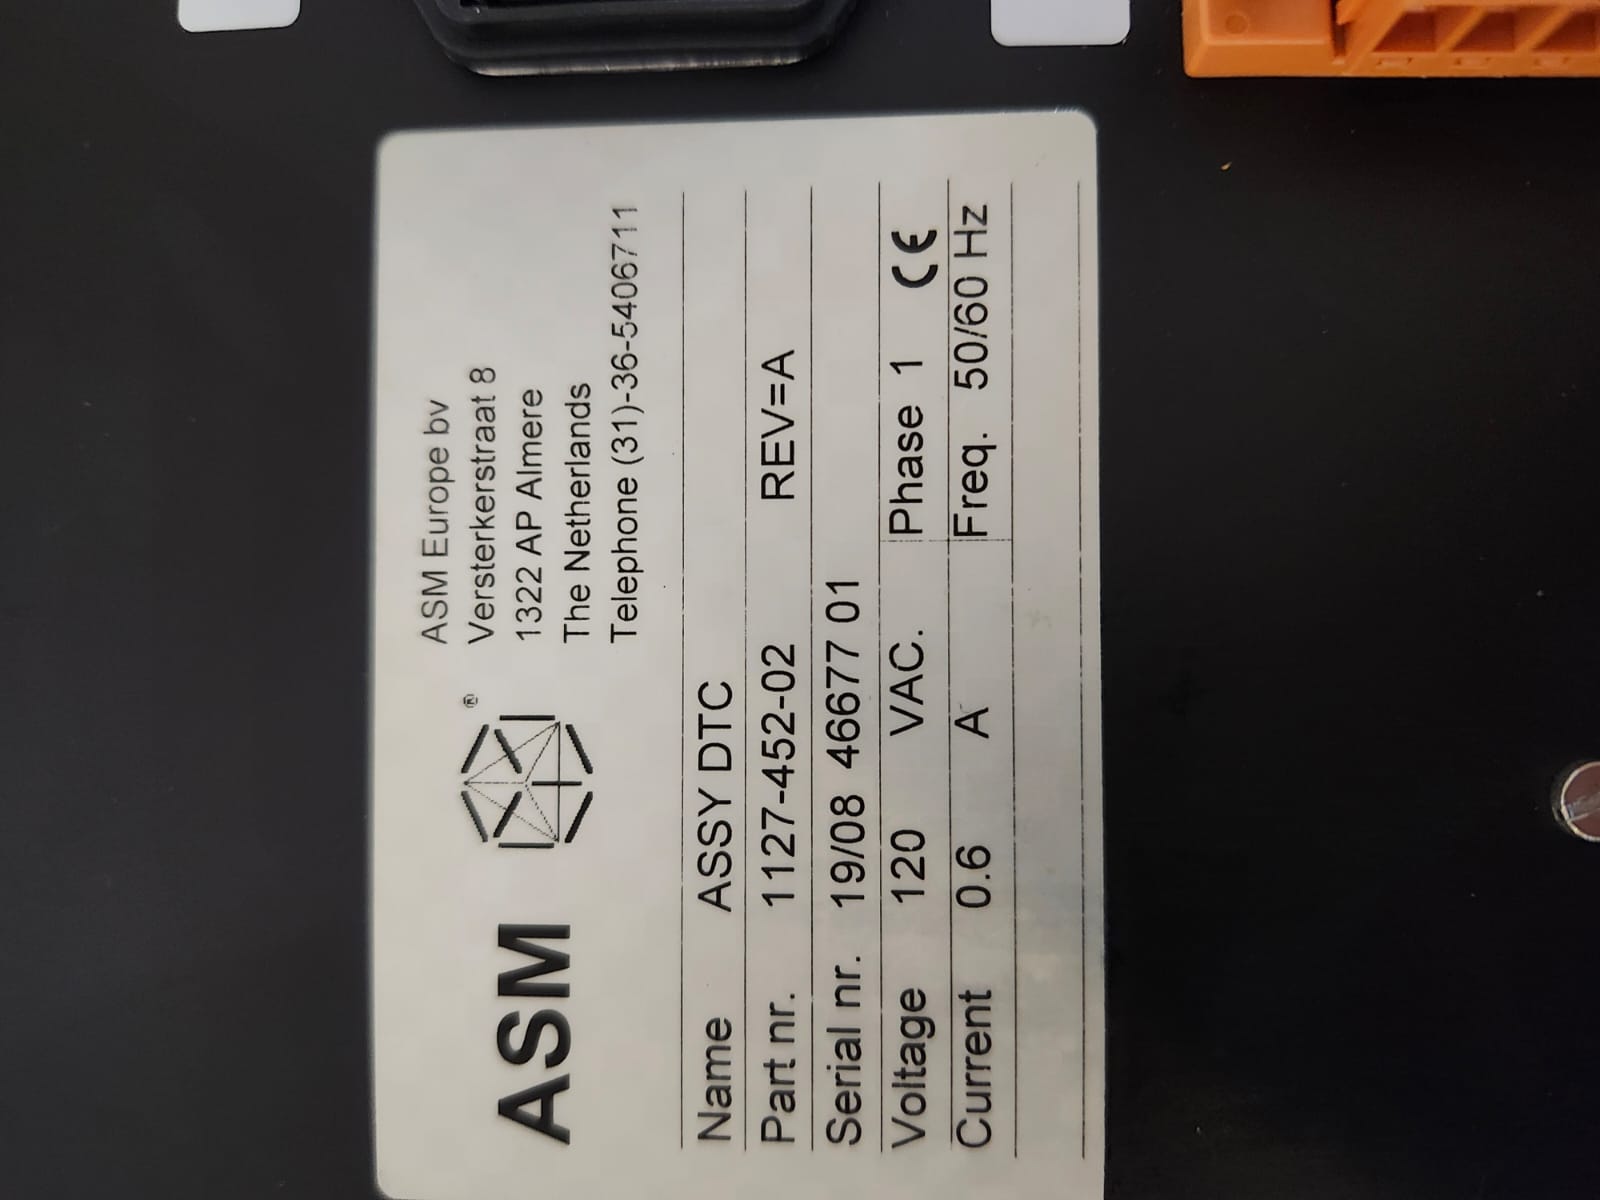 ASM ®
ASM Europe bv
Versterkerstraat 8
1322 AP Almere
The Netherlands
Telephone (31)-36-5406711
Name ASSY DTC
Part nr. 1127-452-02 REV=A
Serial nr. 19/08 46677 01
Voltage 120 VAC. Phase 1 CE
Current 0.6 A Freq. 50/60 Hz